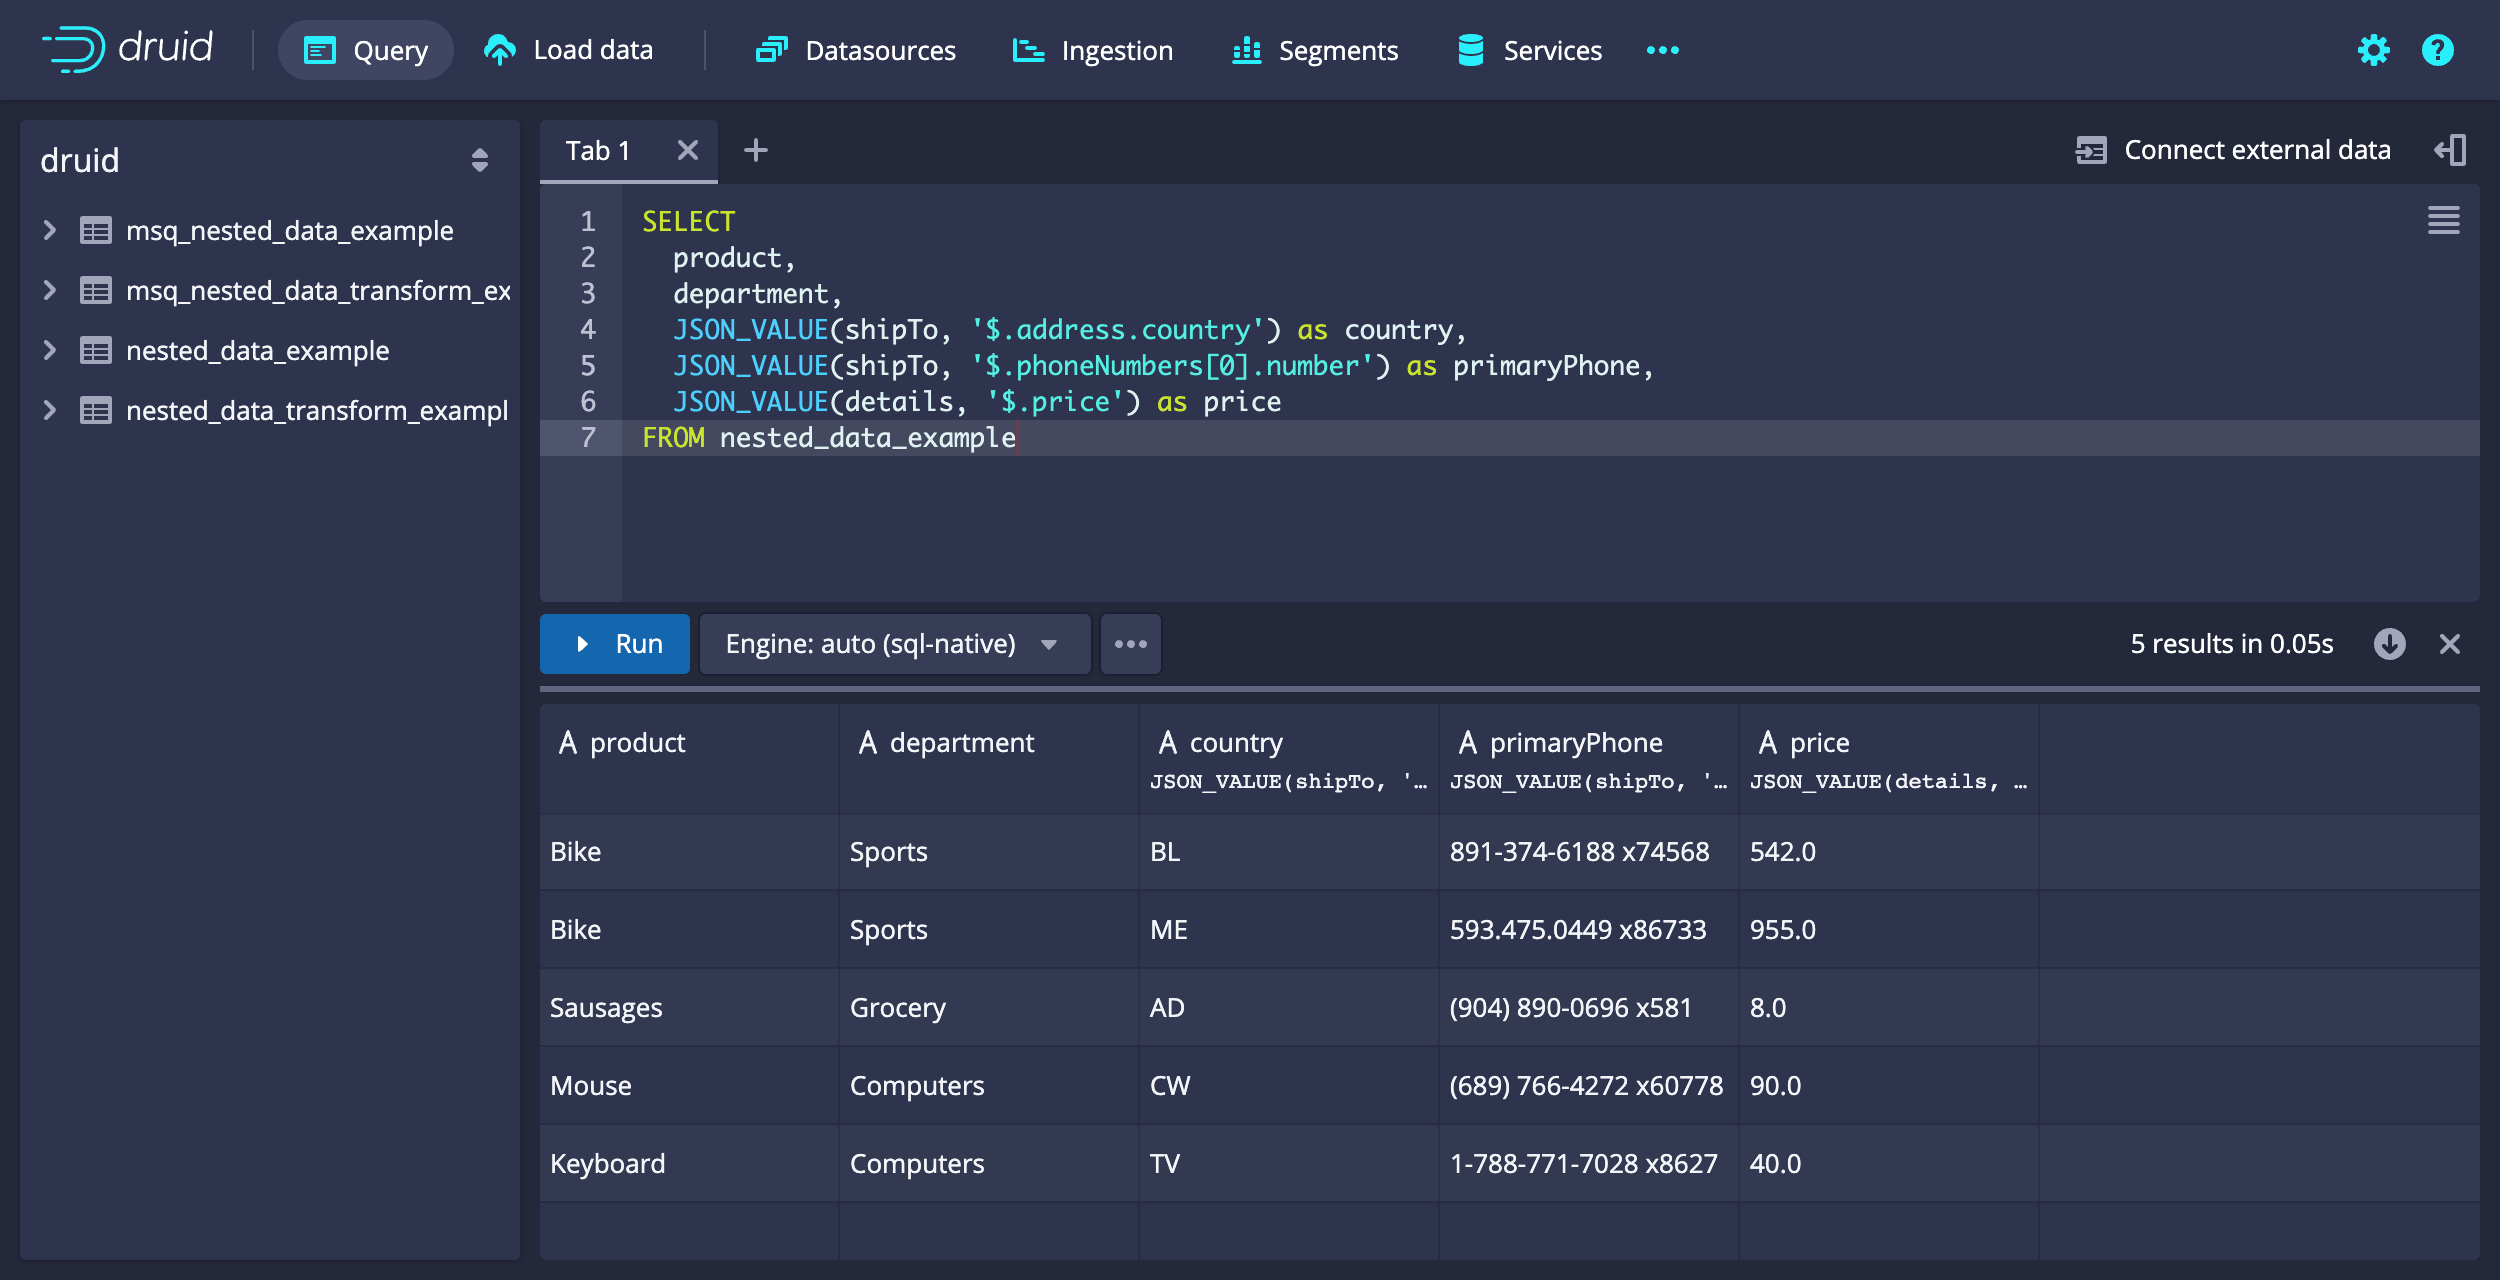 druid Query Load data Datasources Ingestion Segments Services
druid
msq_nested_data_example
msq_nested_data_transform_ex
nested_data_example
nested_data_transform_exampl
Tab 1 Connect external data
1 SELECT
2 product,
3 department,
4 JSON_VALUE(shipTo, '$.address.country') as country,
5 JSON_VALUE(shipTo, '$.phoneNumbers[0].number') as primaryPhone,
6 JSON_VALUE(details, '$.price') as price
7 FROM nested_data_example
Run Engine: auto (sql-native) 5 results in 0.05s
A product A department A country A primaryPhone A price
JSON_VALUE(shipTo, '… JSON_VALUE(shipTo, '… JSON_VALUE(details, …
Bike Sports BL 891-374-6188 x74568 542.0
Bike Sports ME 593.475.0449 x86733 955.0
Sausages Grocery AD (904) 890-0696 x581 8.0
Mouse Computers CW (689) 766-4272 x60778 90.0
Keyboard Computers TV 1-788-771-7028 x8627 40.0